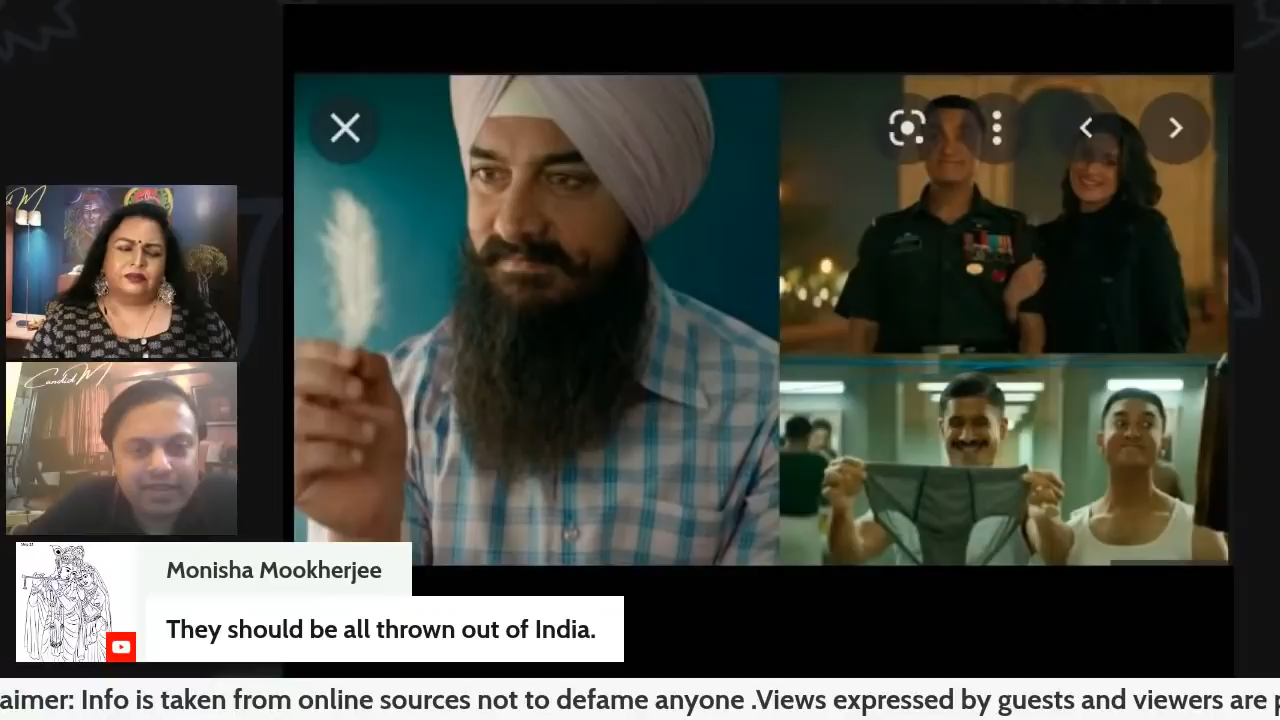 Candid M
Monisha Mookherjee
They should be all thrown out of India.
aimer: Info is taken from online sources not to defame anyone .Views expressed by guests and viewers are p